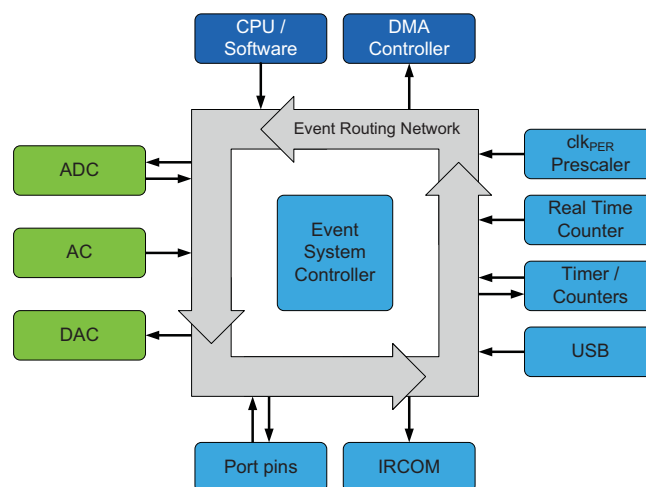 CPU /
Software
DMA
Controller
Event Routing Network
ADC
AC
DAC
Event
System
Controller
clkPER
Prescaler
Real Time
Counter
Timer /
Counters
USB
Port pins
IRCOM